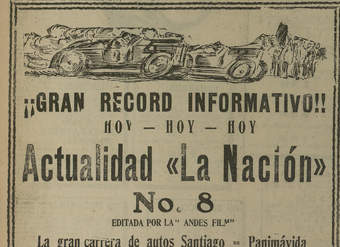 ¡¡GRAN RECORD INFORMATIVO!!
HOY — HOY — HOY
Actualidad «La Nación»
No. 8
EDITADA POR LA " ANDES FILM"
La gran carrera de autos Santiago - Panimávida